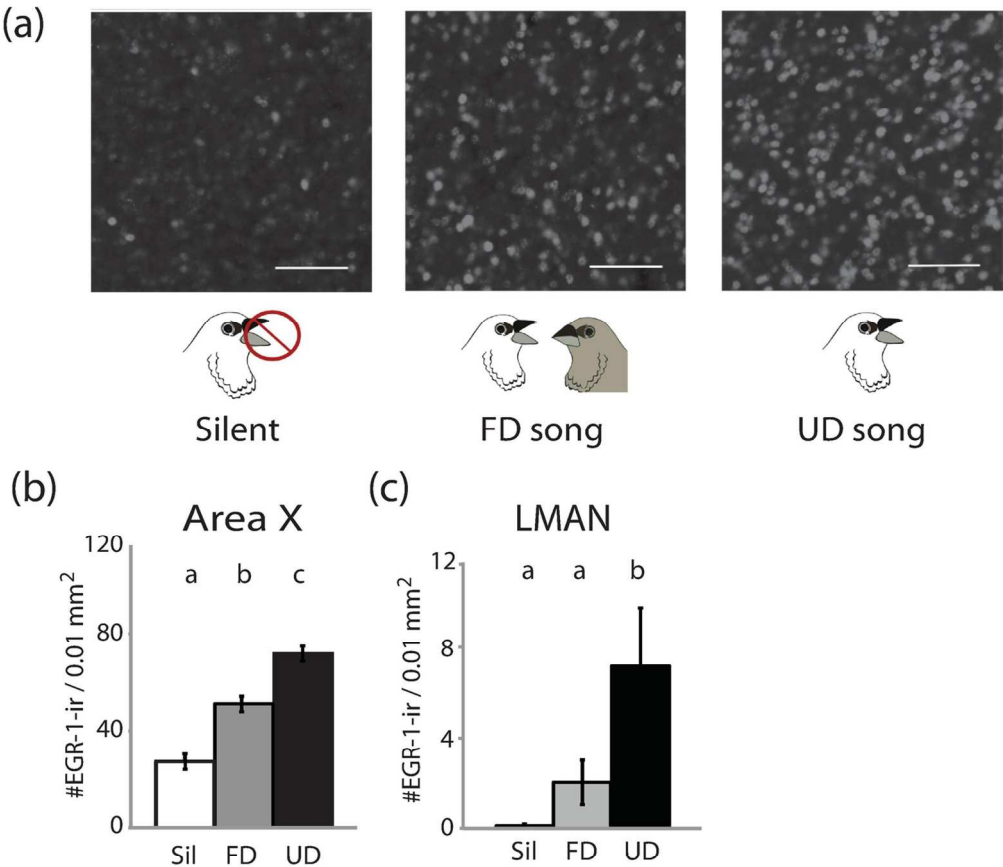 (a)
Silent
FD song
UD song
(b)
Area X
#EGR-1-ir / 0.01 mm²
120
80
40
0
a
b
c
Sil
FD
UD
(c)
LMAN
#EGR-1-ir / 0.01 mm²
12
8
4
0
a
a
b
Sil
FD
UD